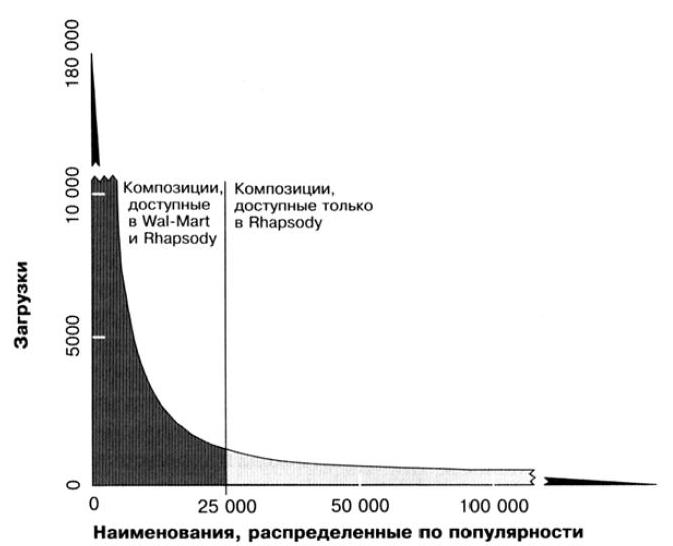 180 000
10 000
5000
0
Загрузки
Композиции,
доступные
в Wal-Mart
и Rhapsody
Композиции,
доступные только
в Rhapsody
0
25 000
50 000
100 000
Наименования, распределенные по популярности